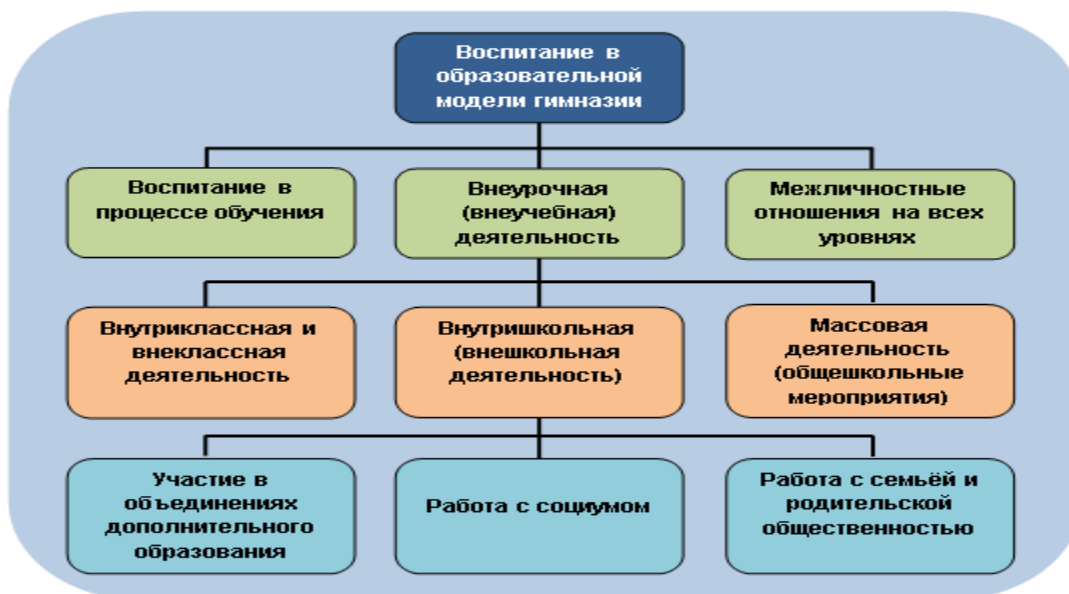 Воспитание в
образовательной
модели гимназии
Воспитание в
процессе обучения
Внеурочная
(внеучебная)
деятельность
Межличностные
отношения на всех
уровнях
Внутриклассная и
внеклассная
деятельность
Внутришкольная
(внешкольная
деятельность)
Массовая
деятельность
(общешкольные
мероприятия)
Участие в
объединениях
дополнительного
образования
Работа с социумом
Работа с семьёй и
родительской
общественностью